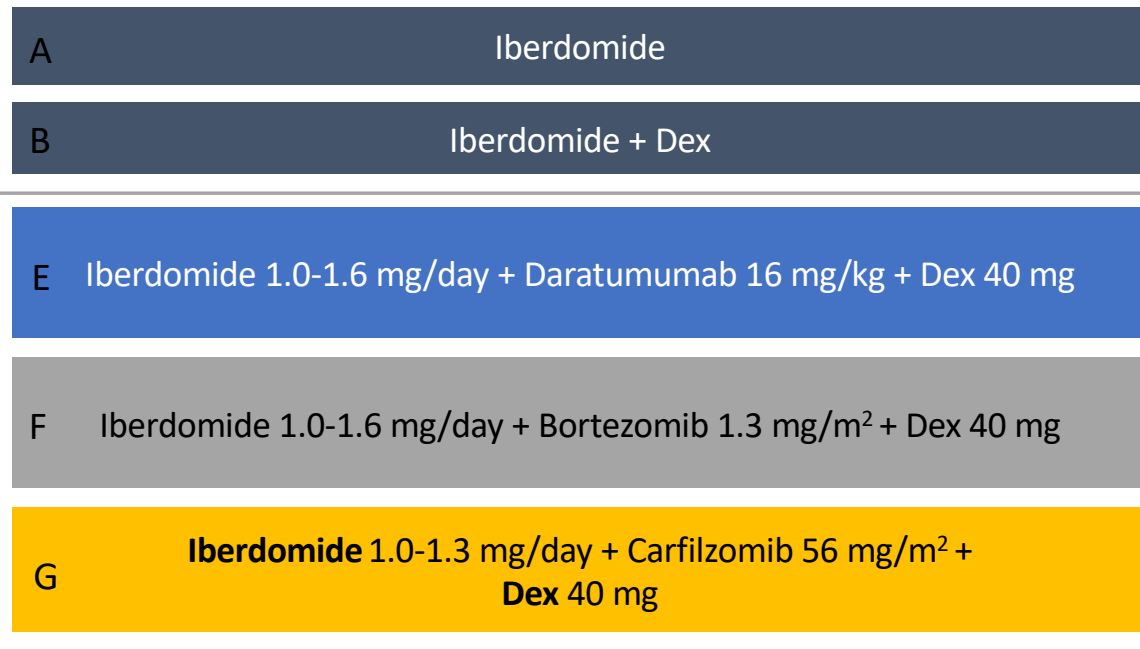 A Iberdomide
B Iberdomide + Dex
E Iberdomide 1.0-1.6 mg/day + Daratumumab 16 mg/kg + Dex 40 mg
F Iberdomide 1.0-1.6 mg/day + Bortezomib 1.3 mg/m² + Dex 40 mg
G Iberdomide 1.0-1.3 mg/day + Carfilzomib 56 mg/m² +
Dex 40 mg